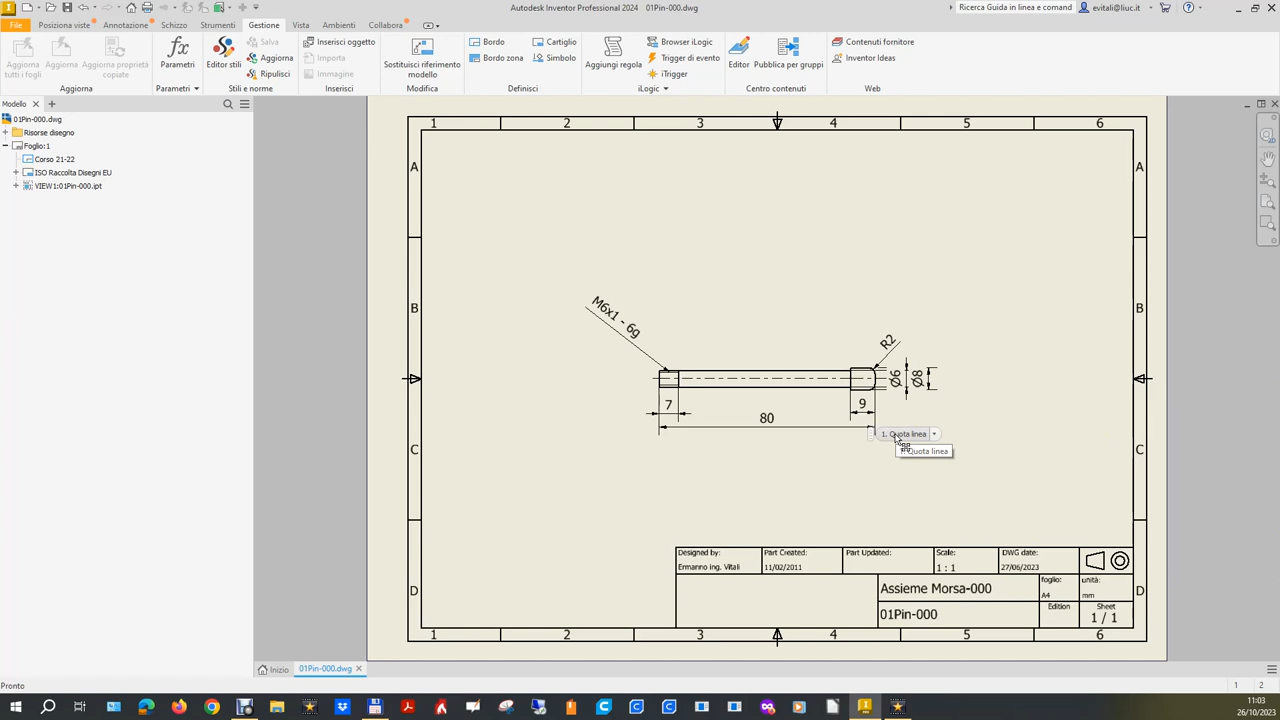 Autodesk Inventor Professional 2024 01Pin-000.dwg
Ricerca Guida in linea e comand
evitali@liuc.it
File Posiziona viste Annotazione Schizzo Strumenti Gestione Vista Ambienti Collabora
Aggiorna tutti i fogli
Aggiorna
Aggiorna proprietà copiate
Aggiorna
fx
Parametri
Parametri
Editor stili
Salva
Aggiorna
Ripulisci
Stili e norme
Inserisci oggetto
Importa
Immagine
Inserisci
Sostituisci riferimento modello
Modifica
Bordo
Bordo zona
Cartiglio
Simbolo
Definisci
Aggiungi regola
Browser iLogic
Trigger di evento
iTrigger
iLogic
Editor
Pubblica per gruppi
Centro contenuti
Contenuti fornitore
Inventor Ideas
Web
Modello
01Pin-000.dwg
Risorse disegno
Foglio:1
Corso 21-22
ISO Raccolta Disegni EU
VIEW1:01Pin-000.ipt
1 2 3 4 5 6
A A
B B
C C
D D
M6x1 - 6g
R2
Ø6 Ø8
7 9
80
1. Quota linea
1. Quota linea
Designed by: Part Created: Part Updated: Scale: DWG date:
Ermanno ing. Vitali 11/02/2011 1 : 1 27/06/2023
Assieme Morsa-000
foglio: unità:
A4 mm
01Pin-000
Edition Sheet
1 / 1
1 2 3 4 5 6
Inizio 01Pin-000.dwg
Pronto
1 2
PRO
11:03
26/10/2023